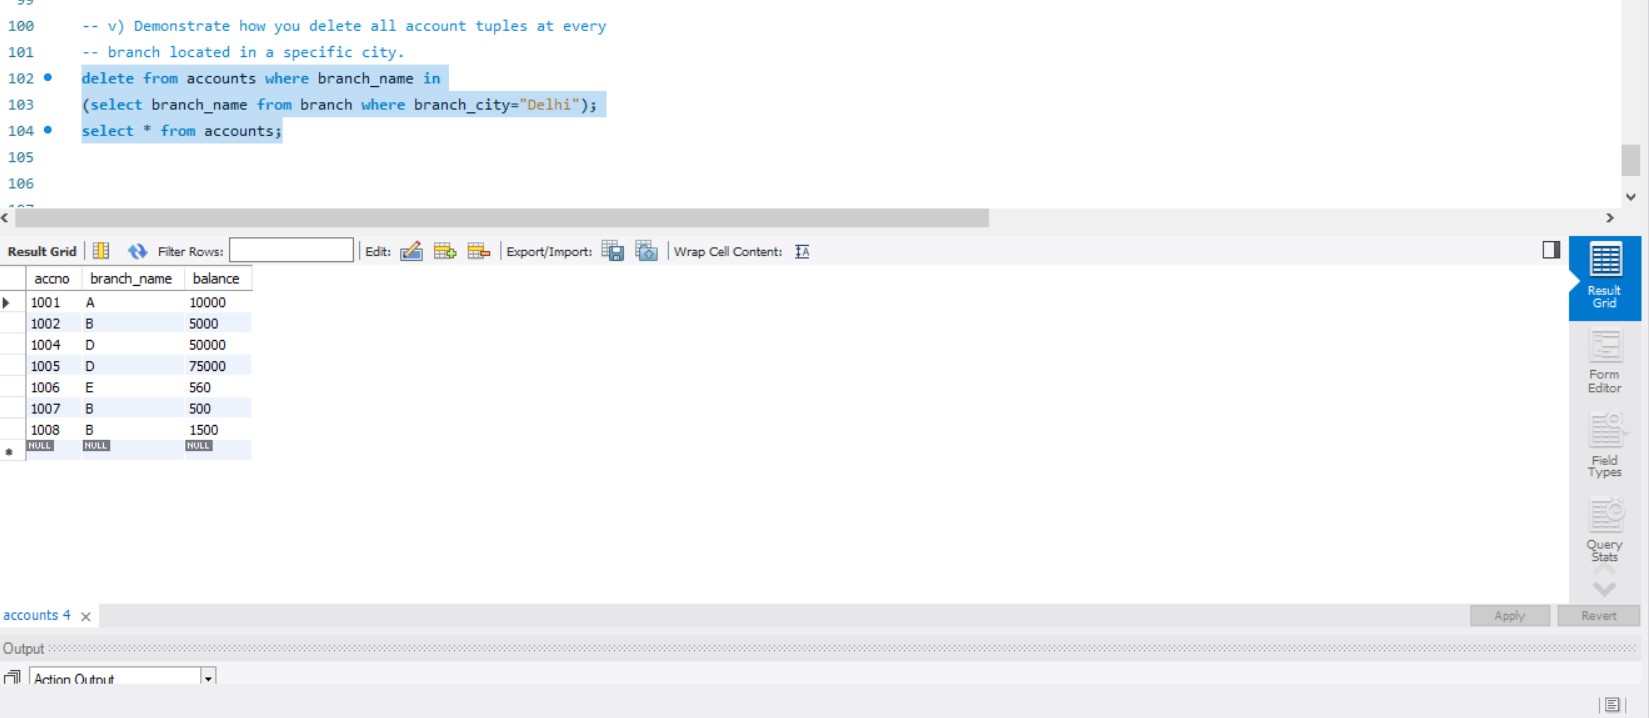 100 -- v) Demonstrate how you delete all account tuples at every
101 -- branch located in a specific city.
102 delete from accounts where branch_name in
103 (select branch_name from branch where branch_city="Delhi");
104 select * from accounts;
105
106
Result Grid Filter Rows: Edit: Export/Import: Wrap Cell Content:
accno branch_name balance
1001 A 10000
1002 B 5000
1004 D 50000
1005 D 75000
1006 E 560
1007 B 500
1008 B 1500
NULL NULL NULL
Result
Grid
Form
Editor
Field
Types
Query
Stats
accounts 4
Apply Revert
Output
Action Output